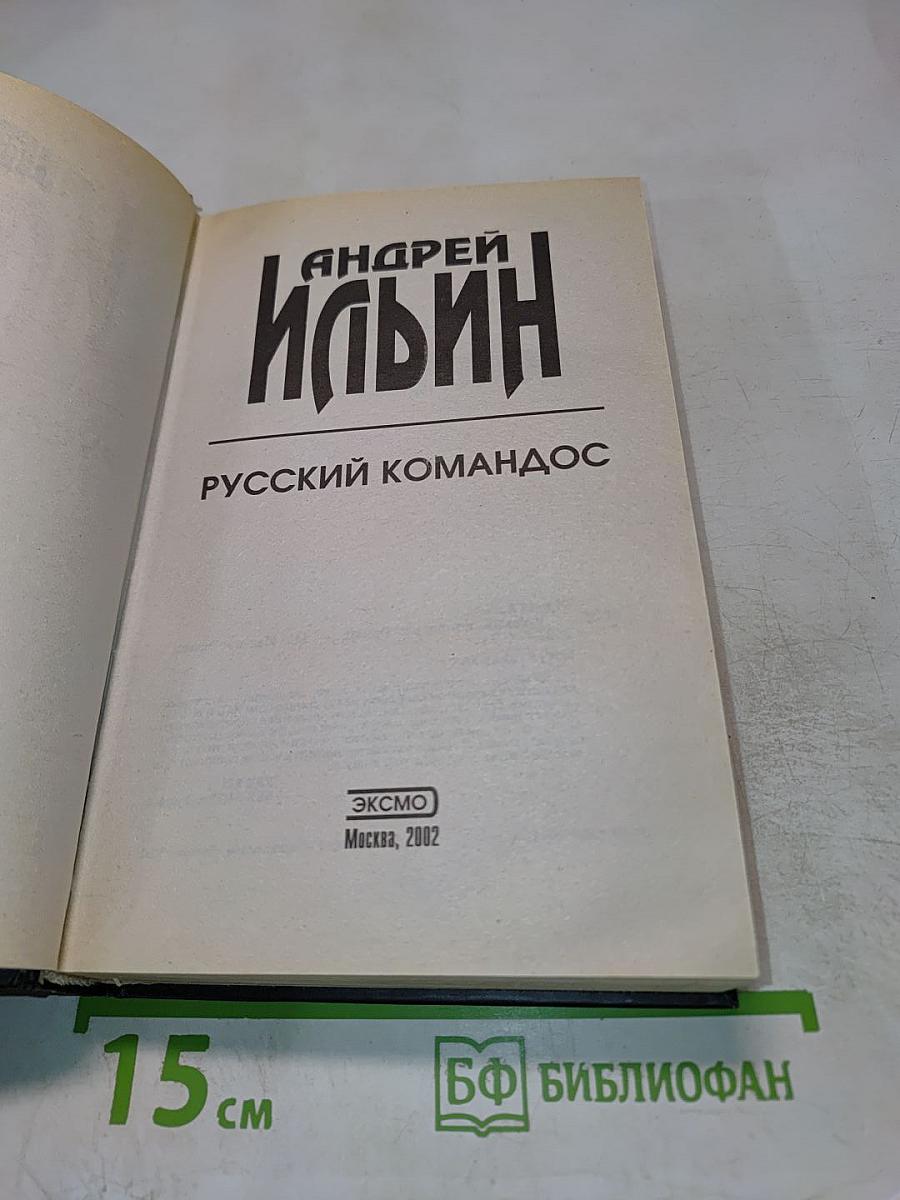 АНДРЕЙ
ИЛЬИН
РУССКИЙ КОМАНДОС
ЭКСМО
Москва, 2002
15 см
БФ БИБЛИОФАН